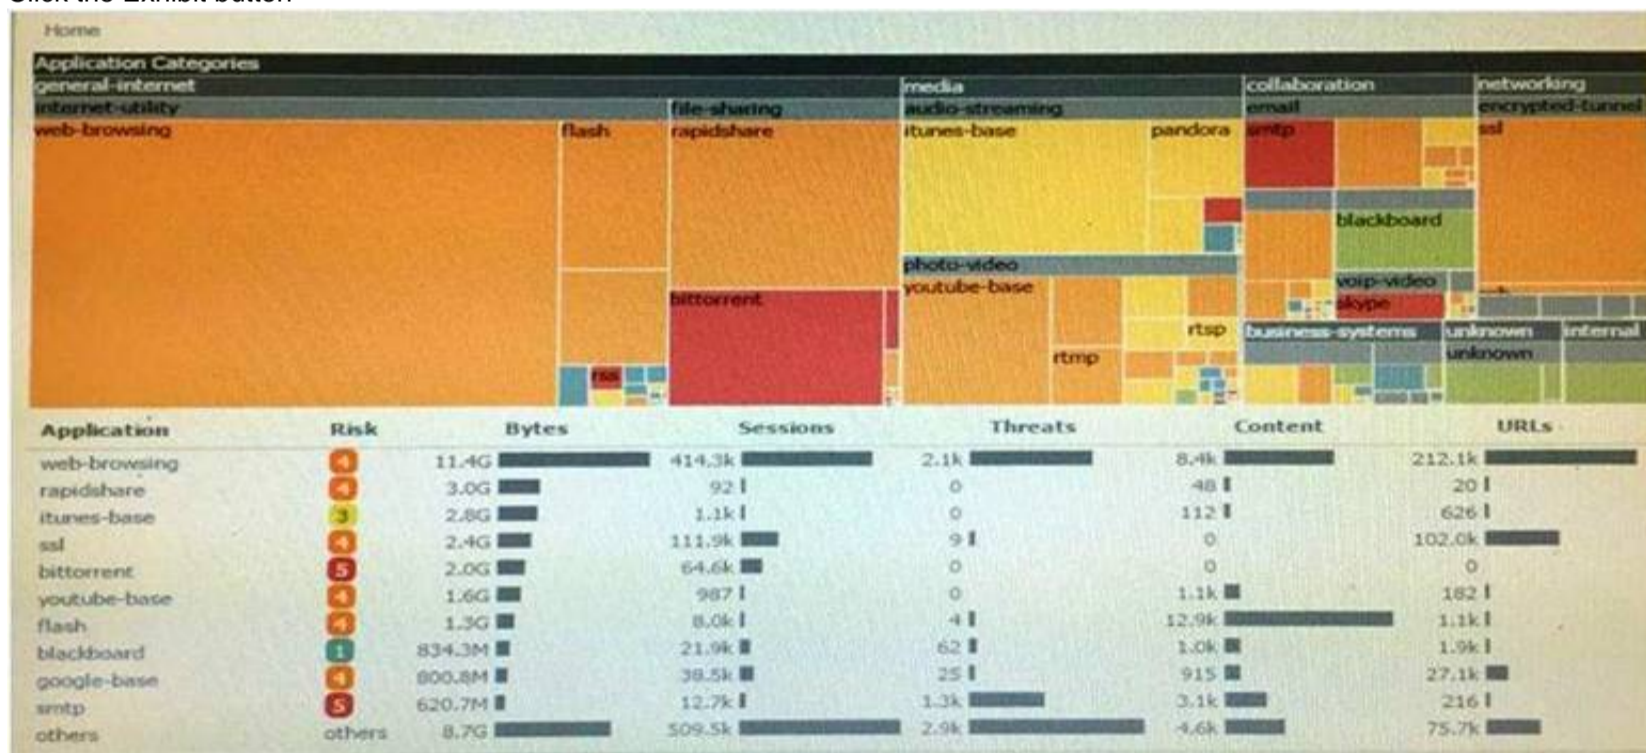 Click the Exhibit button
Home
Application Categories
general-internet media collaboration networking
internet-utility file-sharing audio-streaming email encrypted-tunnel
web-browsing flash rapidshare itunes-base pandora smtp ssl
blackboard
photo-video
voip-video
youtube-base
bittorrent skype
rtsp business-systems unknown internal
rtmp unknown
rss
Application Risk Bytes Sessions Threats Content URLs
web-browsing 4 11.4G 414.3k 2.1k 8.4k 212.1k
rapidshare 4 3.0G 92 0 48 20
itunes-base 3 2.8G 1.1k 0 112 626
ssl 4 2.4G 111.9k 9 0 102.0k
bittorrent 5 2.0G 64.6k 0 0 0
youtube-base 4 1.6G 987 0 1.1k 182
flash 4 1.3G 8.0k 4 12.9k 1.1k
blackboard 1 834.3M 21.9k 62 1.0k 1.9k
google-base 4 800.8M 38.5k 25 915 27.1k
smtp 5 620.7M 12.7k 1.3k 3.1k 216
others others 8.7G 509.5k 2.9k 4.6k 75.7k